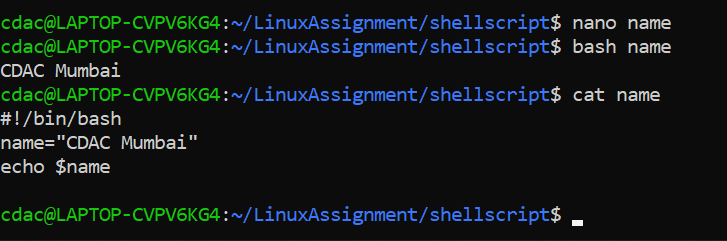 cdac@LAPTOP-CVPV6KG4:~/LinuxAssignment/shellscript$ nano name
cdac@LAPTOP-CVPV6KG4:~/LinuxAssignment/shellscript$ bash name
CDAC Mumbai
cdac@LAPTOP-CVPV6KG4:~/LinuxAssignment/shellscript$ cat name
#!/bin/bash
name="CDAC Mumbai"
echo $name
cdac@LAPTOP-CVPV6KG4:~/LinuxAssignment/shellscript$